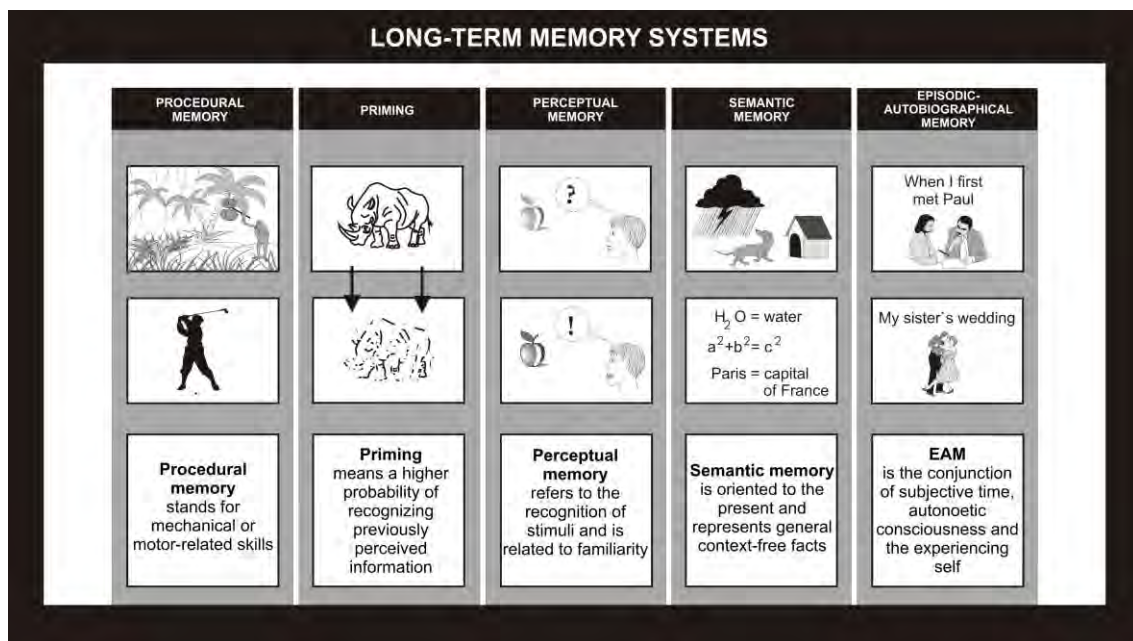 LONG-TERM MEMORY SYSTEMS
PROCEDURAL
MEMORY
PRIMING
PERCEPTUAL
MEMORY
SEMANTIC
MEMORY
EPISODIC-
AUTOBIOGRAPHICAL
MEMORY
?
When I first
met Paul
!
H₂O = water
a²+b²= c²
Paris = capital
of France
My sister´s wedding
Procedural
memory
stands for
mechanical or
motor-related skills
Priming
means a higher
probability of
recognizing
previously
perceived
information
Perceptual
memory
refers to the
recognition of
stimuli and is
related to familiarity
Semantic memory
is oriented to the
present and
represents general
context-free facts
EAM
is the conjunction
of subjective time,
autonoetic
consciousness and
the experiencing
self